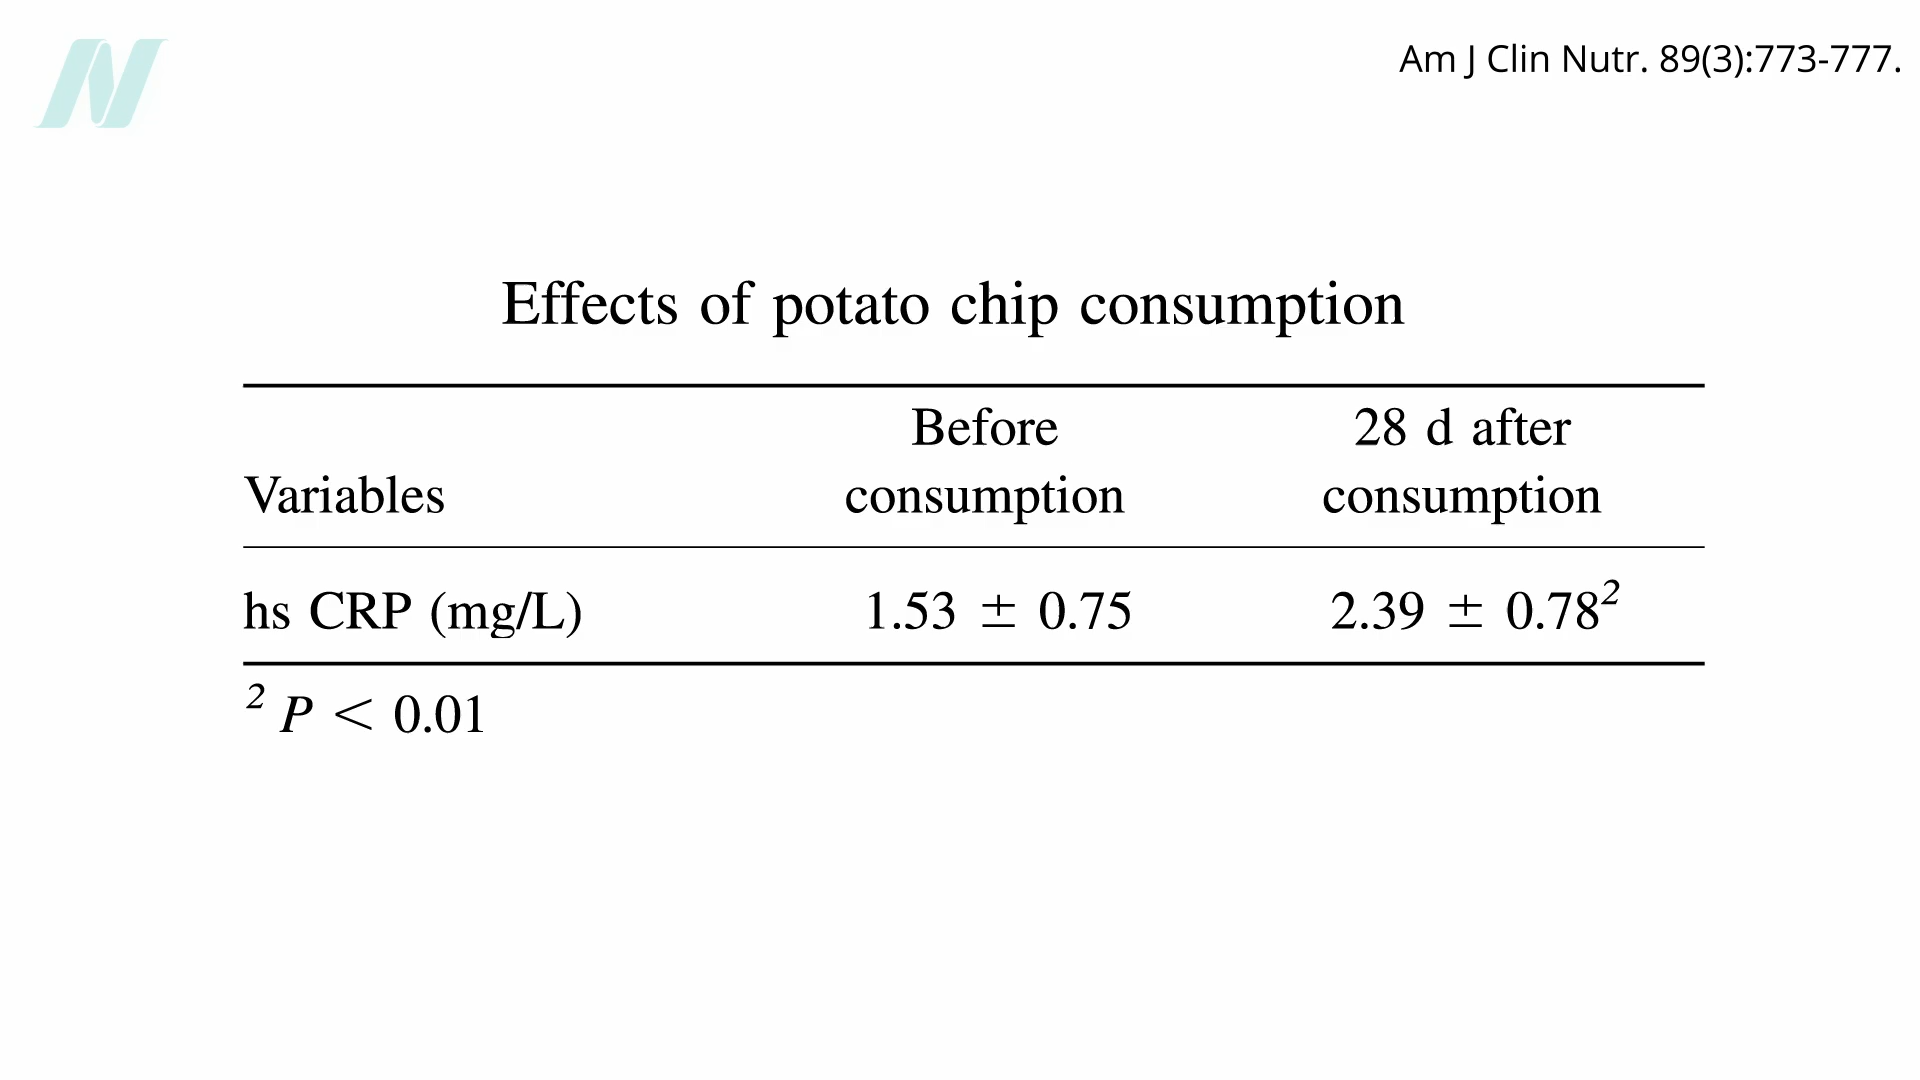 Am J Clin Nutr. 89(3):773-777.
Effects of potato chip consumption
Before 28 d after
Variables consumption consumption
hs CRP (mg/L) 1.53 ± 0.75 2.39 ± 0.78²
² P < 0.01